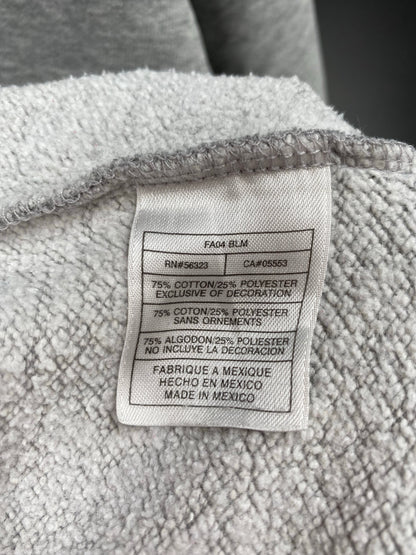 FA04 BLM
RN#56323 CA#05553
75% COTTON/25% POLYESTER
EXCLUSIVE OF DECORATION
75% COTON/25% POLYESTER
SANS ORNEMENTS
75% ALGODON/25% POLIESTER
NO INCLUYE LA DECORACION
FABRIQUE A MEXIQUE
HECHO EN MEXICO
MADE IN MEXICO